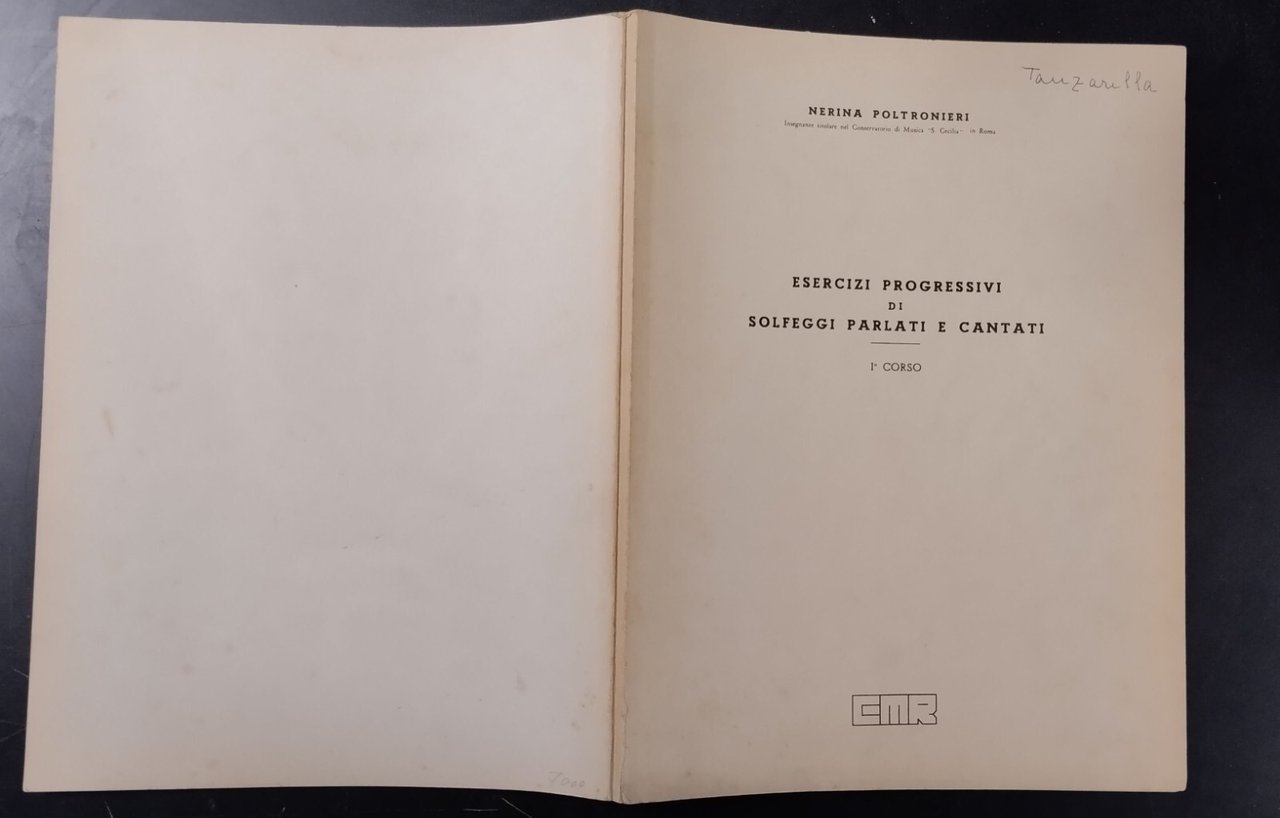 Tanzarella
NERINA POLTRONIERI
Insegnante titolare nel Conservatorio di Musica "S. Cecilia" in Roma
ESERCIZI PROGRESSIVI
DI
SOLFEGGI PARLATI E CANTATI
I° CORSO
CMR
7000